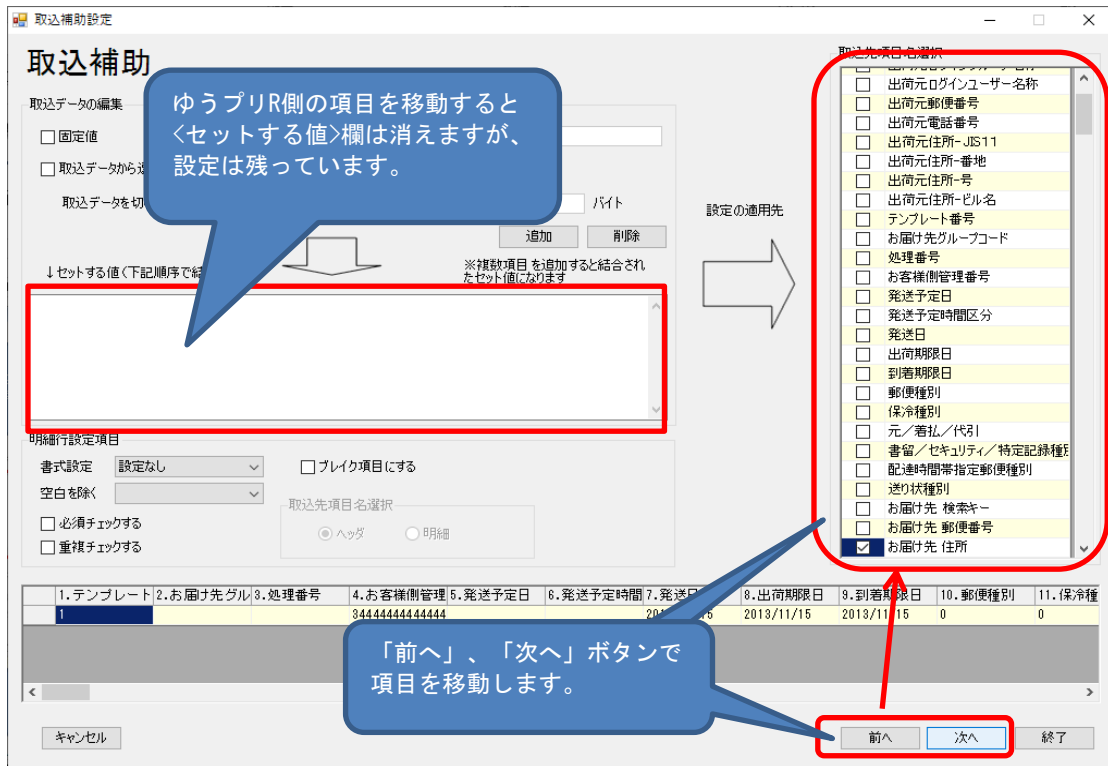 取込補助設定
取込補助
取込先項目名選択
取込データの編集
固定値
取込データから
取込データを切
バイト
追加
削除
※複数項目を追加すると結合され
たセット値になります
↓セットする値(下記順序で結
ゆうプリR側の項目を移動すると
<セットする値>欄は消えますが、
設定は残っています。
設定の適用先
出荷元ログインユーザー名称
出荷元郵便番号
出荷元電話番号
出荷元住所-JIS11
出荷元住所-番地
出荷元住所-号
出荷元住所-ビル名
テンプレート番号
お届け先グループコード
処理番号
お客様側管理番号
発送予定日
発送予定時間区分
発送日
出荷期限日
到着期限日
郵便種別
保冷種別
元/着払/代引
書留/セキュリティ/特定記録種別
配達時間帯指定郵便種別
送り状種別
お届け先 検索キー
お届け先 郵便番号
お届け先 住所
明細行設定項目
書式設定 設定なし
ブレイク項目にする
空白を除く
取込先項目名選択
ヘッダ 明細
必須チェックする
重複チェックする
1.テンプレート 2.お届け先グル 3.処理番号 4.お客様側管理 5.発送予定日 6.発送予定時間 7.発送日 8.出荷期限日 9.到着期限日 10.郵便種別 11.保冷種
1 34444444444444 2013/11/15 2013/11/15 0 0
「前へ」、「次へ」ボタンで
項目を移動します。
キャンセル
前へ
次へ
終了